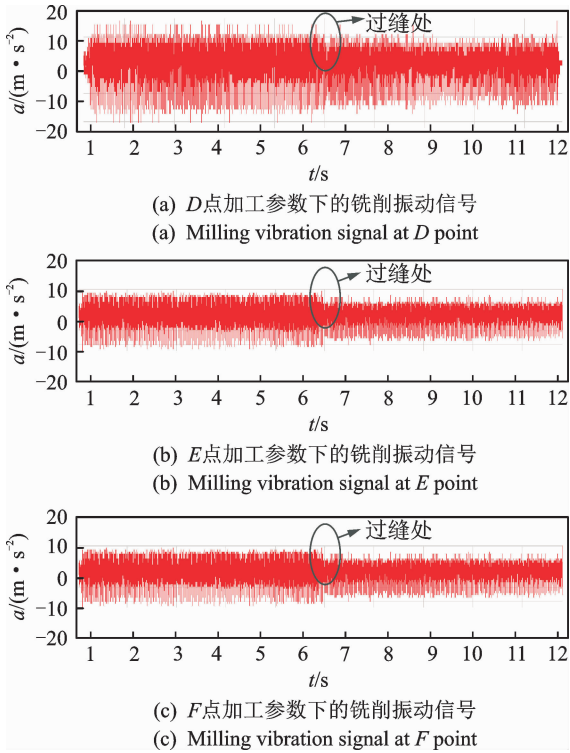 20
10
0
−10
−20
a/(m·s⁻²)
过缝处
1 2 3 4 5 6 7 8 9 10 11 12
t/s
(a) D点加工参数下的铣削振动信号
(a) Milling vibration signal at D point
20
10
0
−10
−20
a/(m·s⁻²)
过缝处
1 2 3 4 5 6 7 8 9 10 11 12
t/s
(b) E点加工参数下的铣削振动信号
(b) Milling vibration signal at E point
20
10
0
−10
−20
a/(m·s⁻²)
过缝处
1 2 3 4 5 6 7 8 9 10 11 12
t/s
(c) F点加工参数下的铣削振动信号
(c) Milling vibration signal at F point